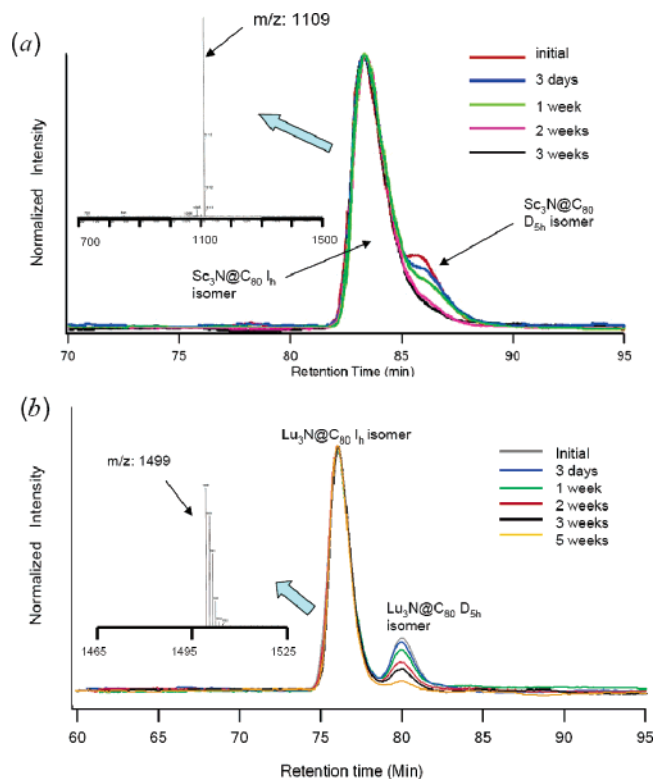 (a)
m/z: 1109
initial
3 days
1 week
2 weeks
3 weeks
Normalized Intensity
Sc3N@C80
D5h isomer
Sc3N@C80 Ih
isomer
700
1100
1500
70
75
80
85
90
95
Retention Time (min)
(b)
Lu3N@C80 Ih isomer
m/z: 1499
Initial
3 days
1 week
2 weeks
3 weeks
5 weeks
Normalized Intensity
Lu3N@C80 D5h
isomer
1465
1495
1525
60
65
70
75
80
85
90
95
Retention time (Min)